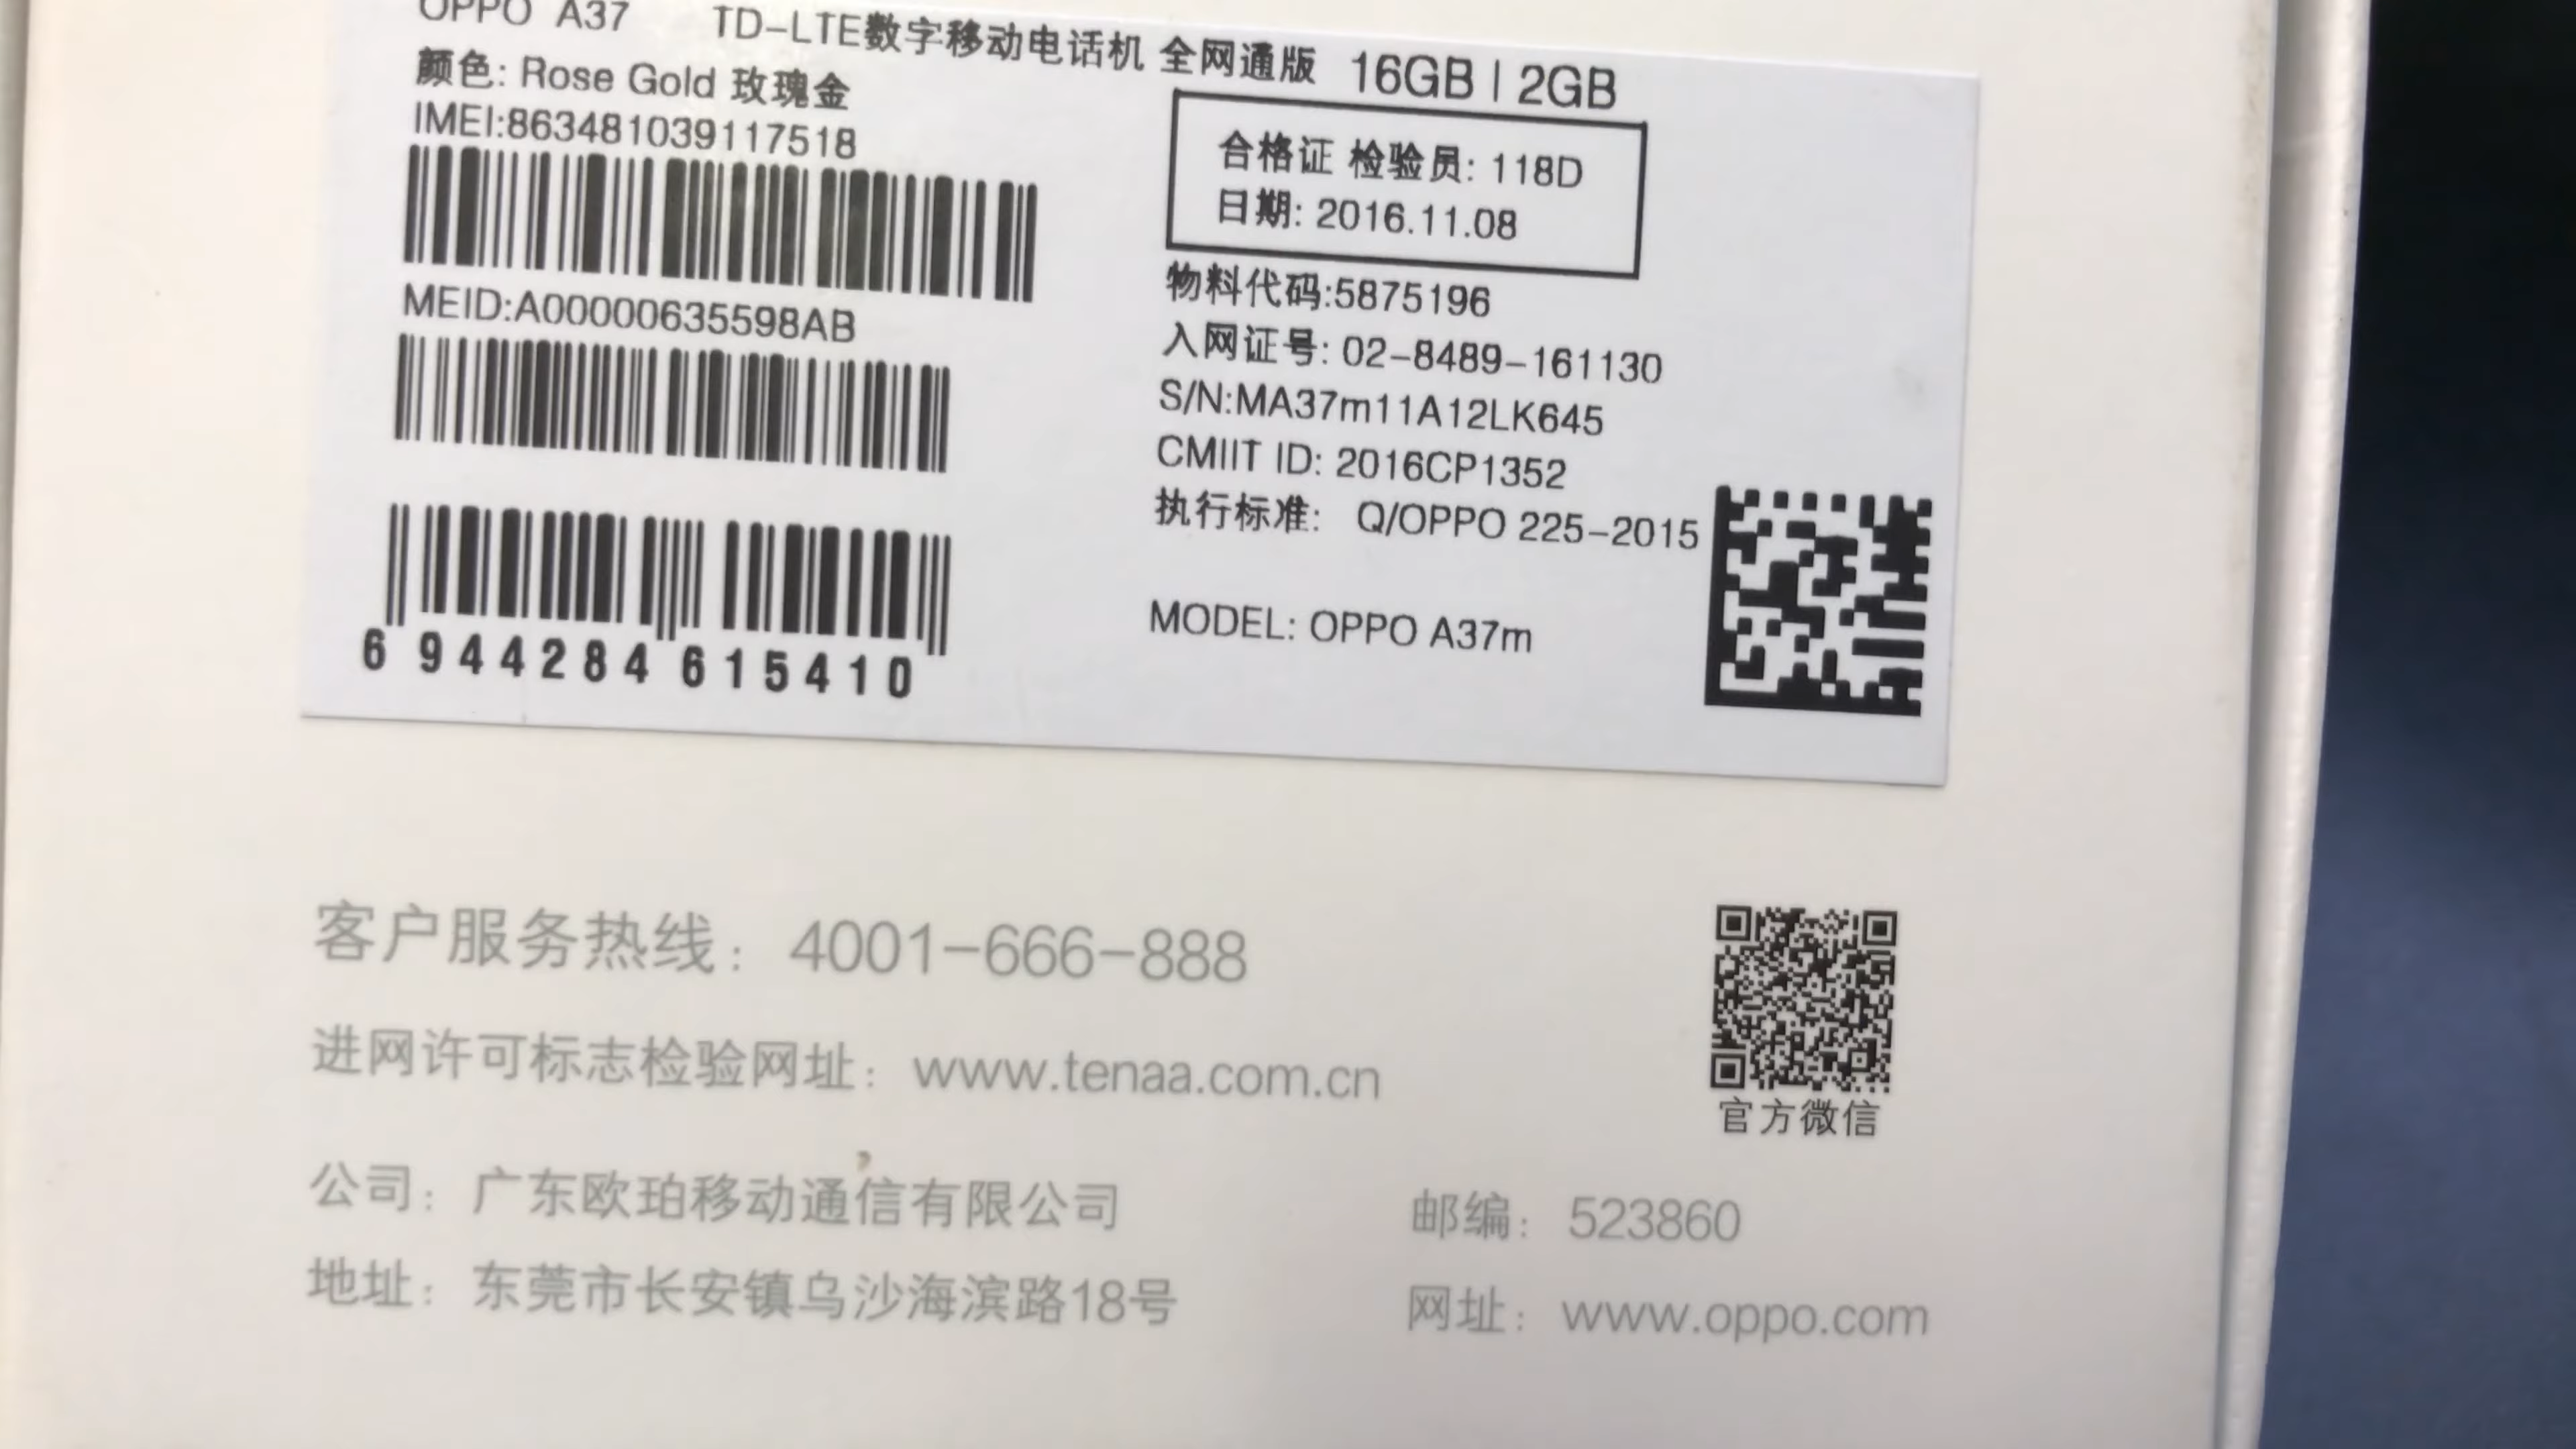 OPPO A37 TD-LTE数字移动电话机 全网通版 16GB | 2GB
颜色: Rose Gold 玫瑰金
IMEI:863481039117518
合格证 检验员: 118D
日期: 2016.11.08
MEID:A00000635598AB
物料代码:5875196
入网证号: 02-8489-161130
S/N:MA37m11A12LK645
CMIIT ID: 2016CP1352
执行标准: Q/OPPO 225-2015
MODEL: OPPO A37m
6 944284 615410
客户服务热线: 4001-666-888
进网许可标志检验网址: www.tenaa.com.cn
官方微信
公司: 广东欧珀移动通信有限公司
邮编: 523860
地址: 东莞市长安镇乌沙海滨路18号
网址: www.oppo.com